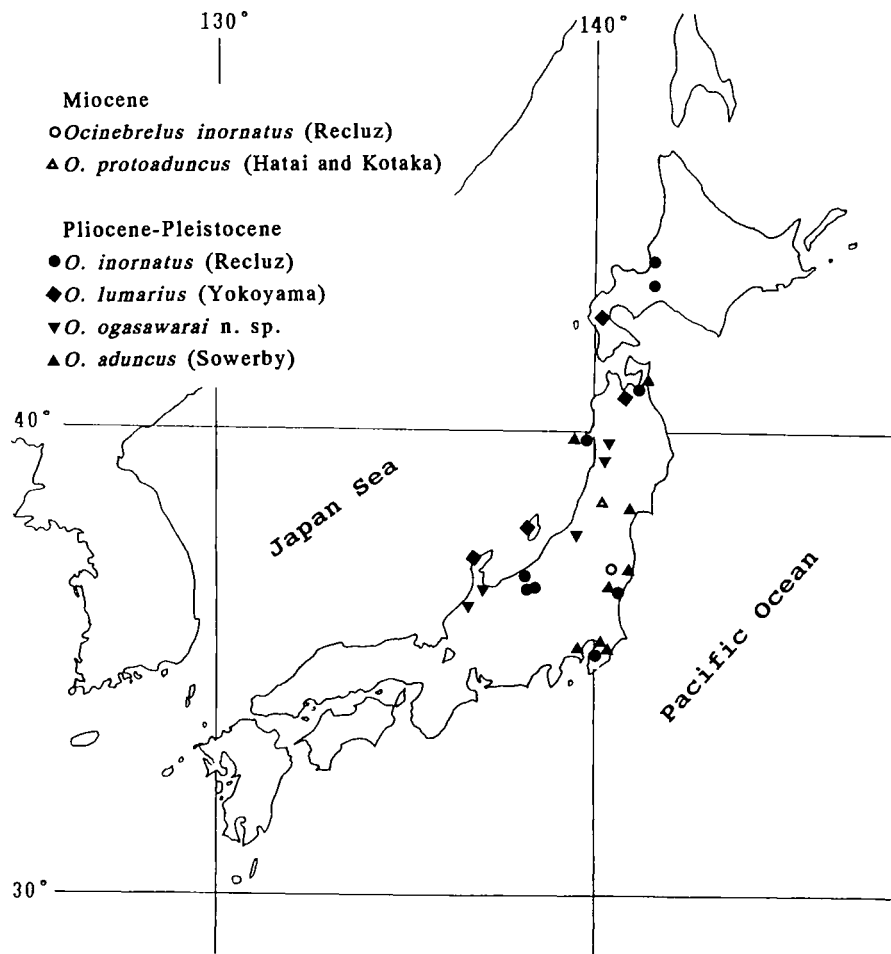 130°
140°
Miocene
Ocinebrelus inornatus (Recluz)
O. protoaduncus (Hatai and Kotaka)
Pliocene-Pleistocene
O. inornatus (Recluz)
O. lumarius (Yokoyama)
O. ogasawarai n. sp.
O. aduncus (Sowerby)
40°
Japan Sea
Pacific Ocean
30°